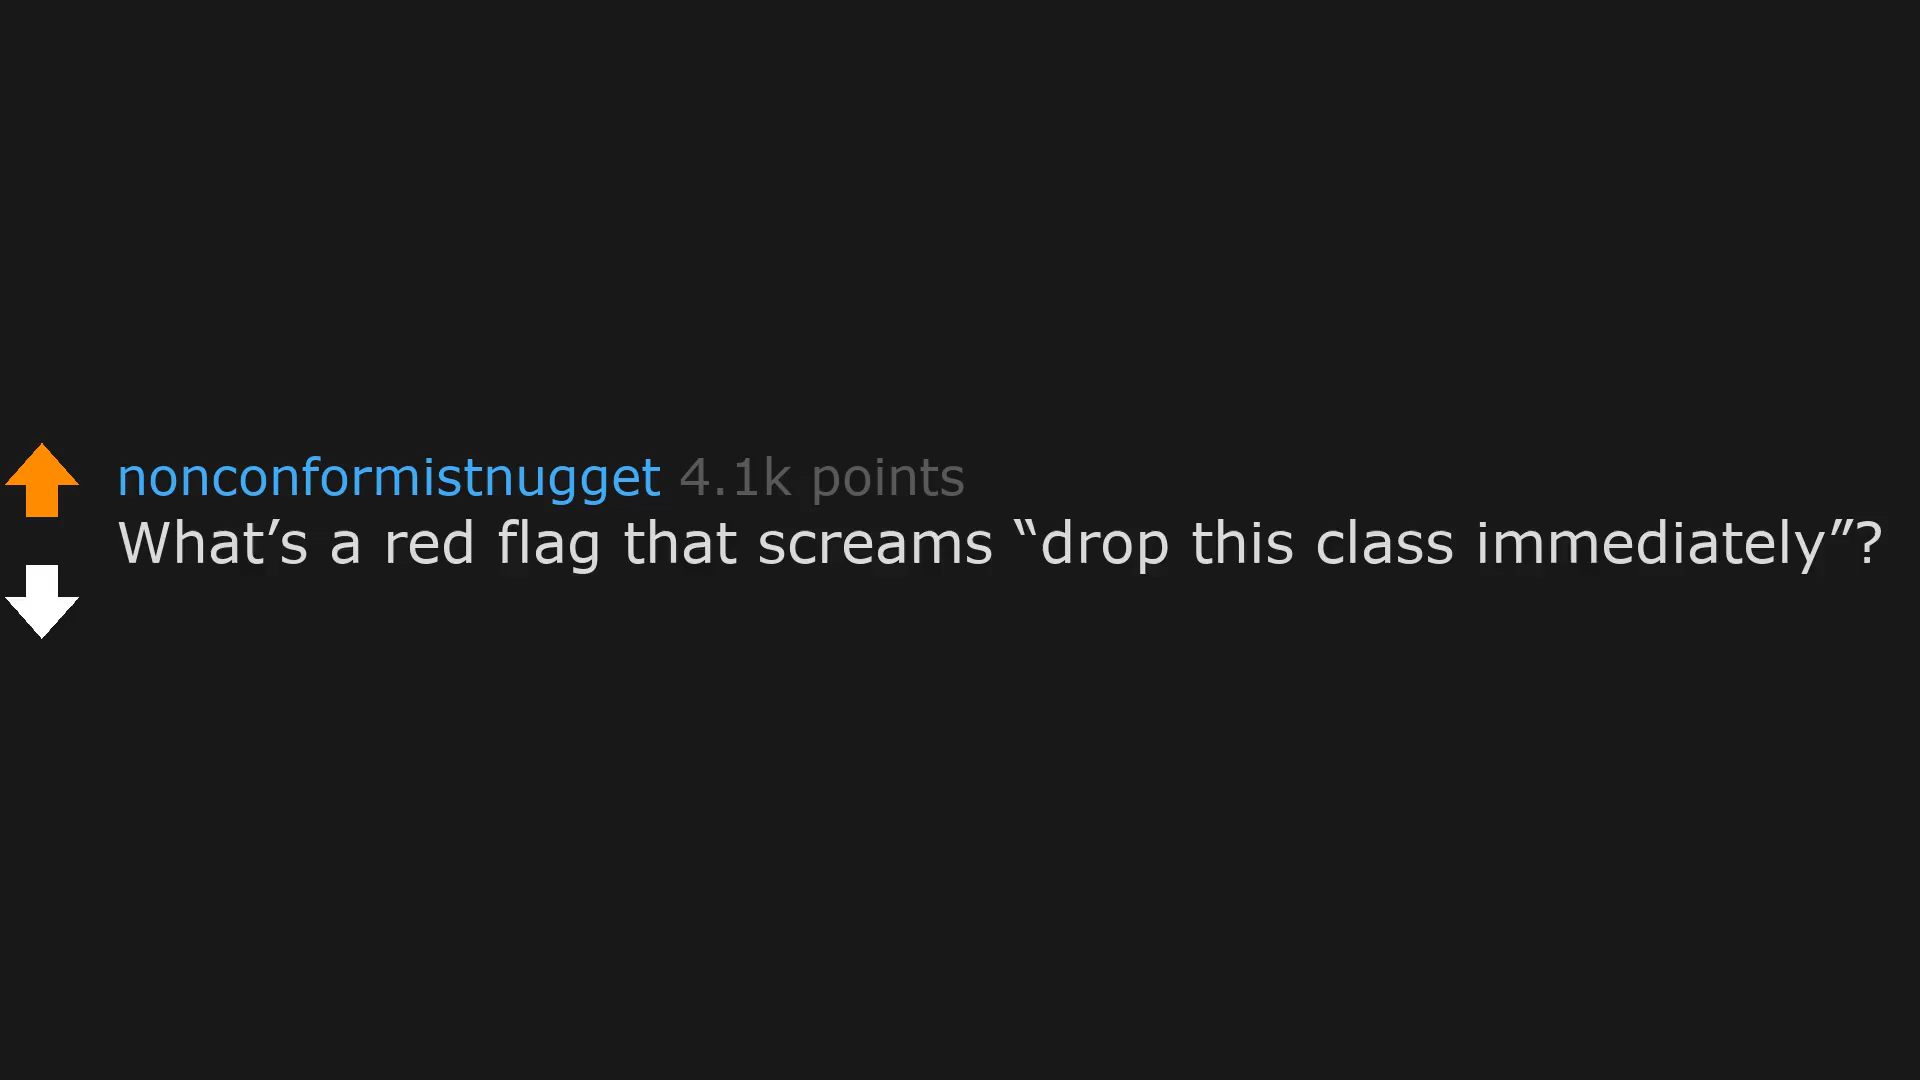 nonconformistnugget 4.1k points
What’s a red flag that screams “drop this class immediately”?